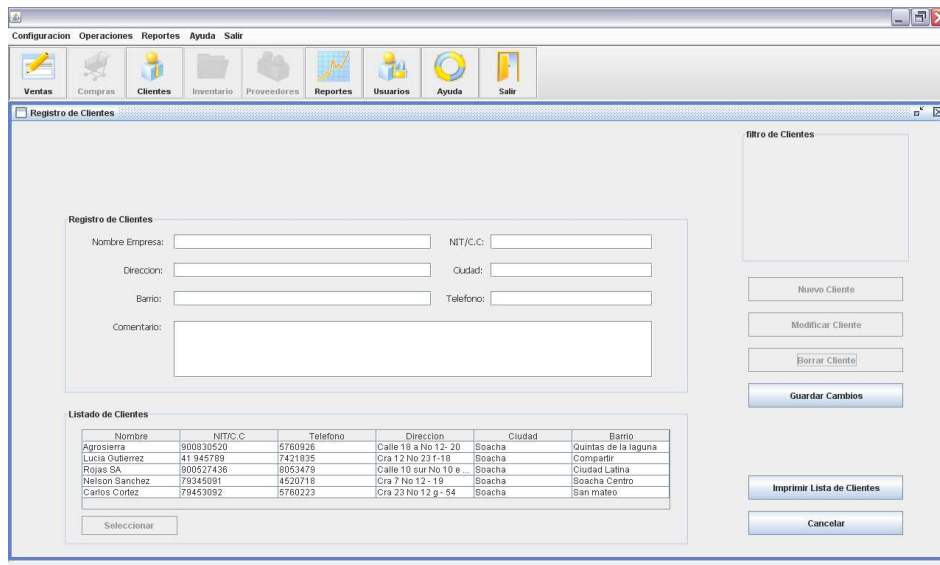 Configuracion Operaciones Reportes Ayuda Salir
Ventas Compras Clientes Inventario Proveedores Reportes Usuarios Ayuda Salir
Registro de Clientes
filtro de Clientes
Registro de Clientes
Nombre Empresa: NIT/C.C:
Direccion: Ciudad:
Barrio: Telefono:
Comentario:
Nuevo Cliente
Modificar Cliente
Borrar Cliente
Guardar Cambios
Listado de Clientes
Nombre NIT/C.C Telefono Direccion Ciudad Barrio
Agrosierra 900830520 5760926 Calle 18 a No 12- 20 Soacha Quintas de la laguna
Lucia Gutierrez 41 945789 7421835 Cra 12 No 23 f-18 Soacha Compartir
Rojas SA 900527436 8053479 Calle 10 sur No 10 e ... Soacha Ciudad Latina
Nelson Sanchez 79345091 4520718 Cra 7 No 12 - 19 Soacha Soacha Centro
Carlos Cortez 79453092 5760223 Cra 23 No 12 g - 54 Soacha San mateo
Seleccionar
Imprimir Lista de Clientes
Cancelar